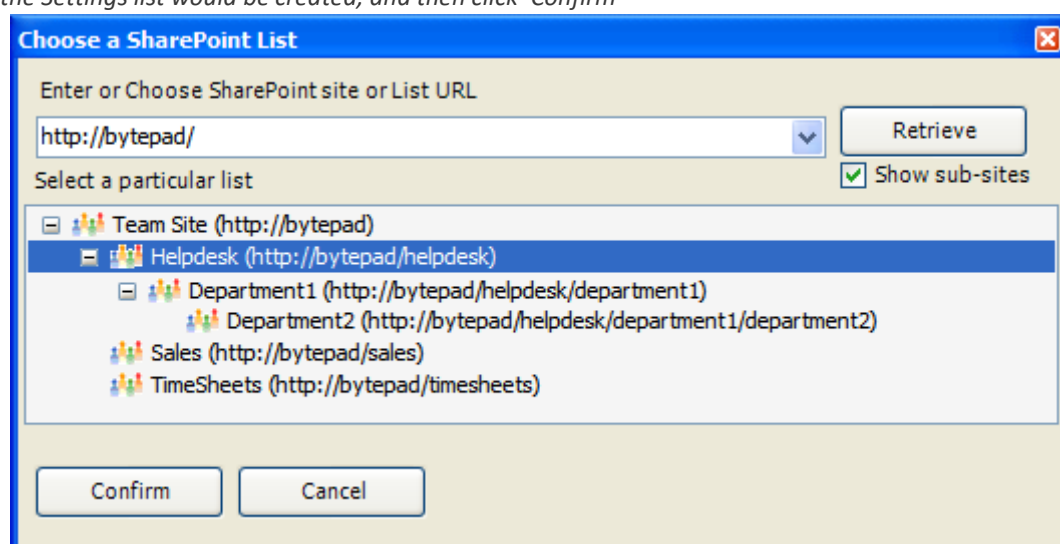 the Settings list would be created, and then click 'Confirm'
Choose a SharePoint List
Enter or Choose SharePoint site or List URL
http://bytepad/
Retrieve
Select a particular list
Show sub-sites
Team Site (http://bytepad)
Helpdesk (http://bytepad/helpdesk)
Department1 (http://bytepad/helpdesk/department1)
Department2 (http://bytepad/helpdesk/department1/department2)
Sales (http://bytepad/sales)
TimeSheets (http://bytepad/timesheets)
Confirm
Cancel